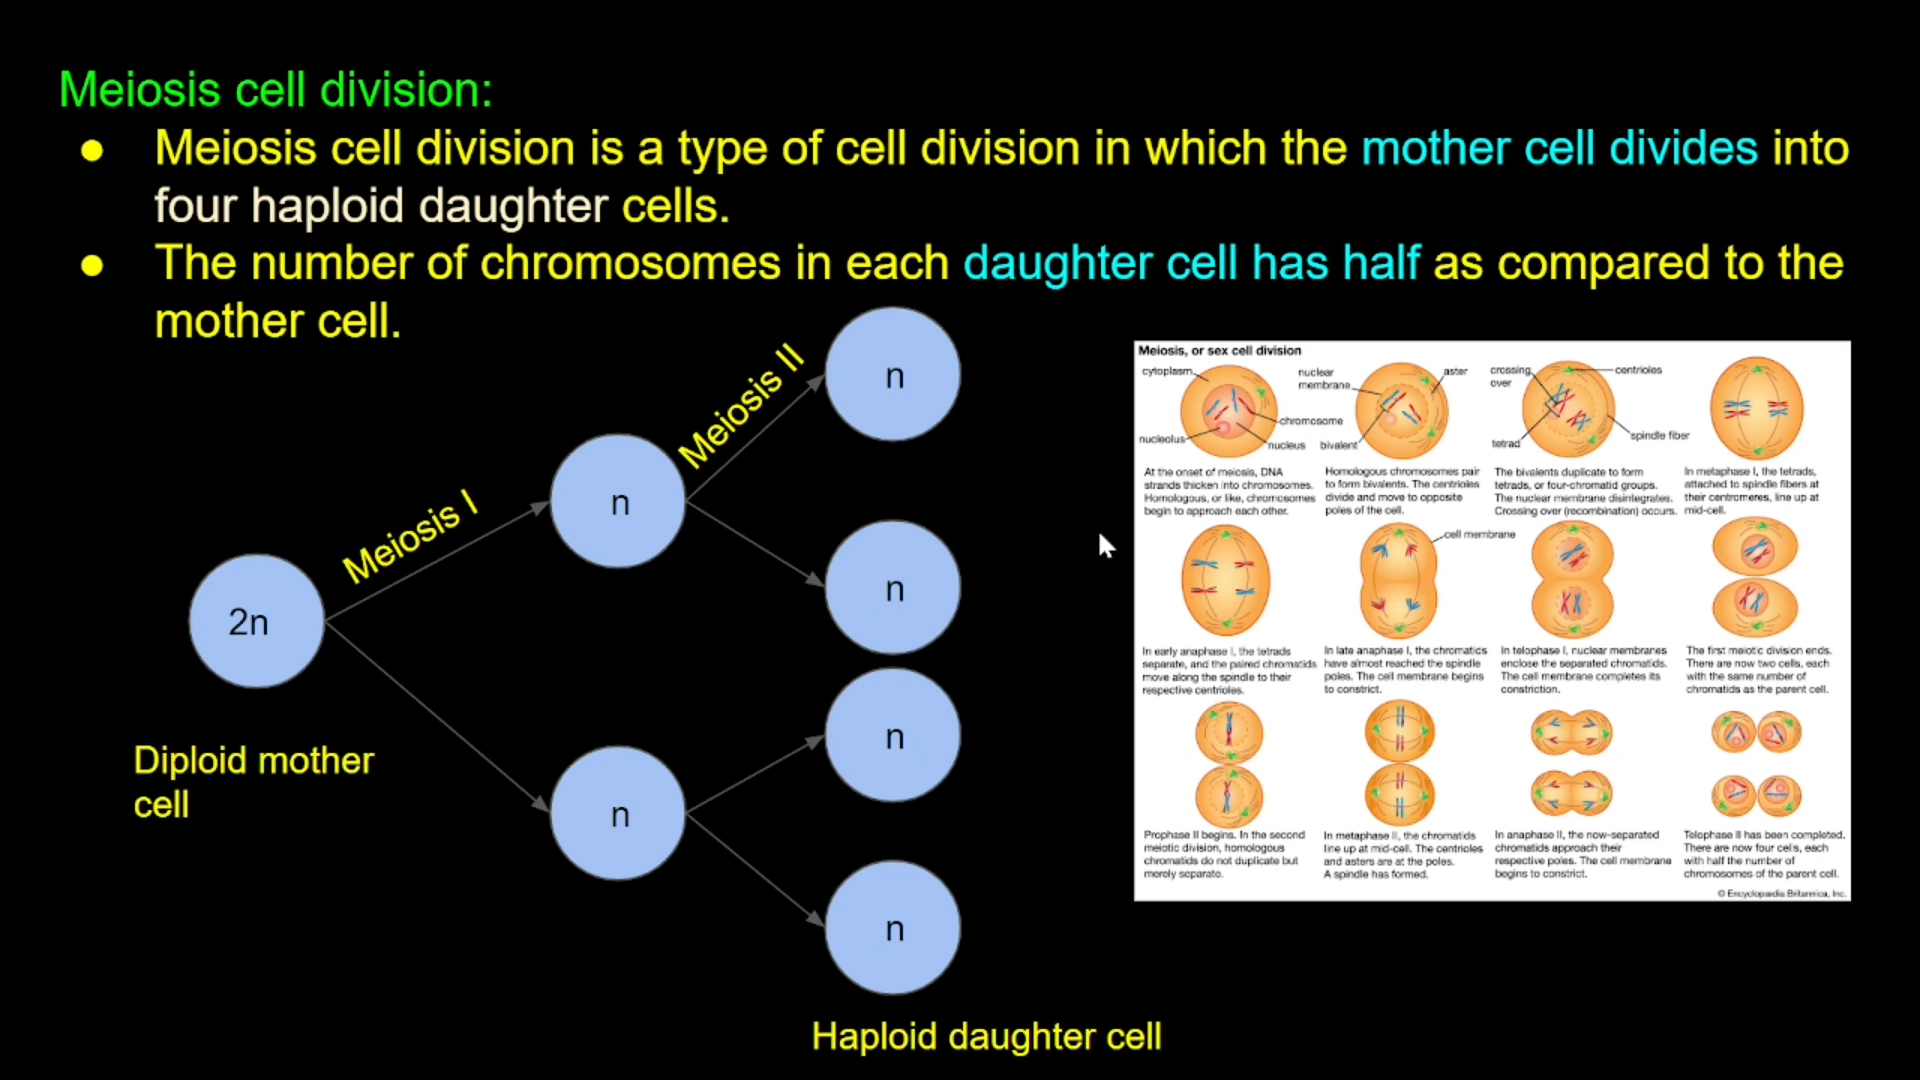 Meiosis cell division:
● Meiosis cell division is a type of cell division in which the mother cell divides into
four haploid daughter cells.
● The number of chromosomes in each daughter cell has half as compared to the
mother cell.
Meiosis I
Meiosis II
2n
n
n
n
n
n
n
Diploid mother
cell
Haploid daughter cell
Meiosis, or sex cell division
cytoplasm
nucleolus
chromosome
nucleus
nuclear
membrane
aster
bivalent
crossing
over
centrioles
tetrad
spindle fiber
At the onset of meiosis, DNA
strands thicken into chromosomes.
Homologous, or like, chromosomes
begin to approach each other.
Homologous chromosomes pair
to form bivalents. The centrioles
divide and move to opposite
poles of the cell.
The bivalents duplicate to form
tetrads, or four-chromatid groups.
The nuclear membrane disintegrates.
Crossing over (recombination) occurs.
In metaphase I, the tetrads,
attached to spindle fibers at
their centromeres, line up at
mid-cell.
cell membrane
In early anaphase I, the tetrads
separate, and the paired chromatids
move along the spindle to their
respective centrioles.
In late anaphase I, the chromatids
have almost reached the spindle
poles. The cell membrane begins
to constrict.
In telophase I, nuclear membranes
enclose the separated chromatids.
The cell membrane completes its
constriction.
The first meiotic division ends.
There are now two cells, each
with the same number of
chromatids as the parent cell.
Prophase II begins. In the second
meiotic division, homologous
chromatids do not duplicate but
merely separate.
In metaphase II, the chromatids
line up at mid-cell. The centrioles
and asters are at the poles.
A spindle has formed.
In anaphase II, the now-separated
chromatids approach their
respective poles. The cell membrane
begins to constrict.
Telophase II has been completed.
There are now four cells, each
with half the number of
chromosomes of the parent cell.
© Encyclopædia Britannica, Inc.